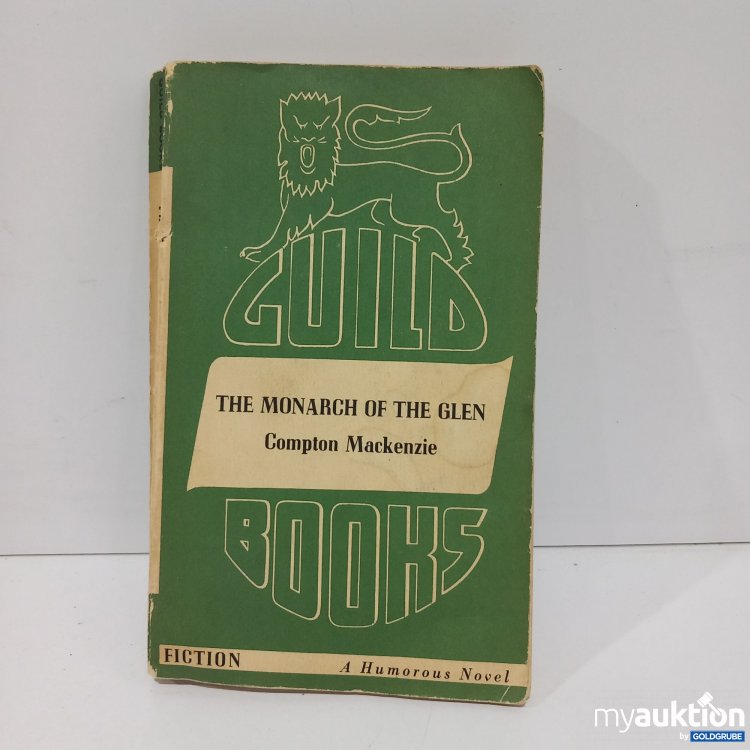 GUILD
THE MONARCH OF THE GLEN
Compton Mackenzie
BOOKS
FICTION
A Humorous Novel
myauktion
by GOLDGRUBE